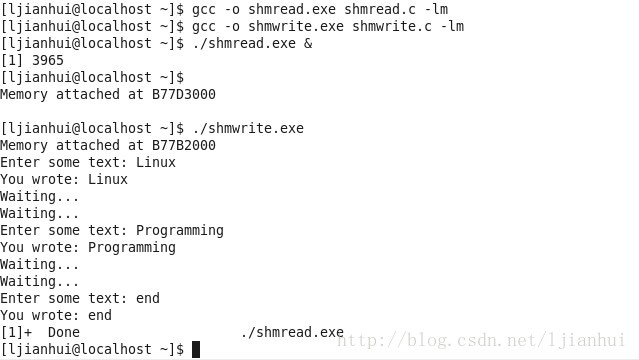 [ljianhui@localhost ~]$ gcc -o shmread.exe shmread.c -lm
[ljianhui@localhost ~]$ gcc -o shmwrite.exe shmwrite.c -lm
[ljianhui@localhost ~]$ ./shmread.exe &
[1] 3965
[ljianhui@localhost ~]$
Memory attached at B77D3000
[ljianhui@localhost ~]$ ./shmwrite.exe
Memory attached at B77B2000
Enter some text: Linux
You wrote: Linux
Waiting...
Waiting...
Enter some text: Programming
You wrote: Programming
Waiting...
Waiting...
Enter some text: end
You wrote: end
[1]+  Done                    ./shmread.exe
http://blog.csdn.net/ljianhui
[ljianhui@localhost ~]$